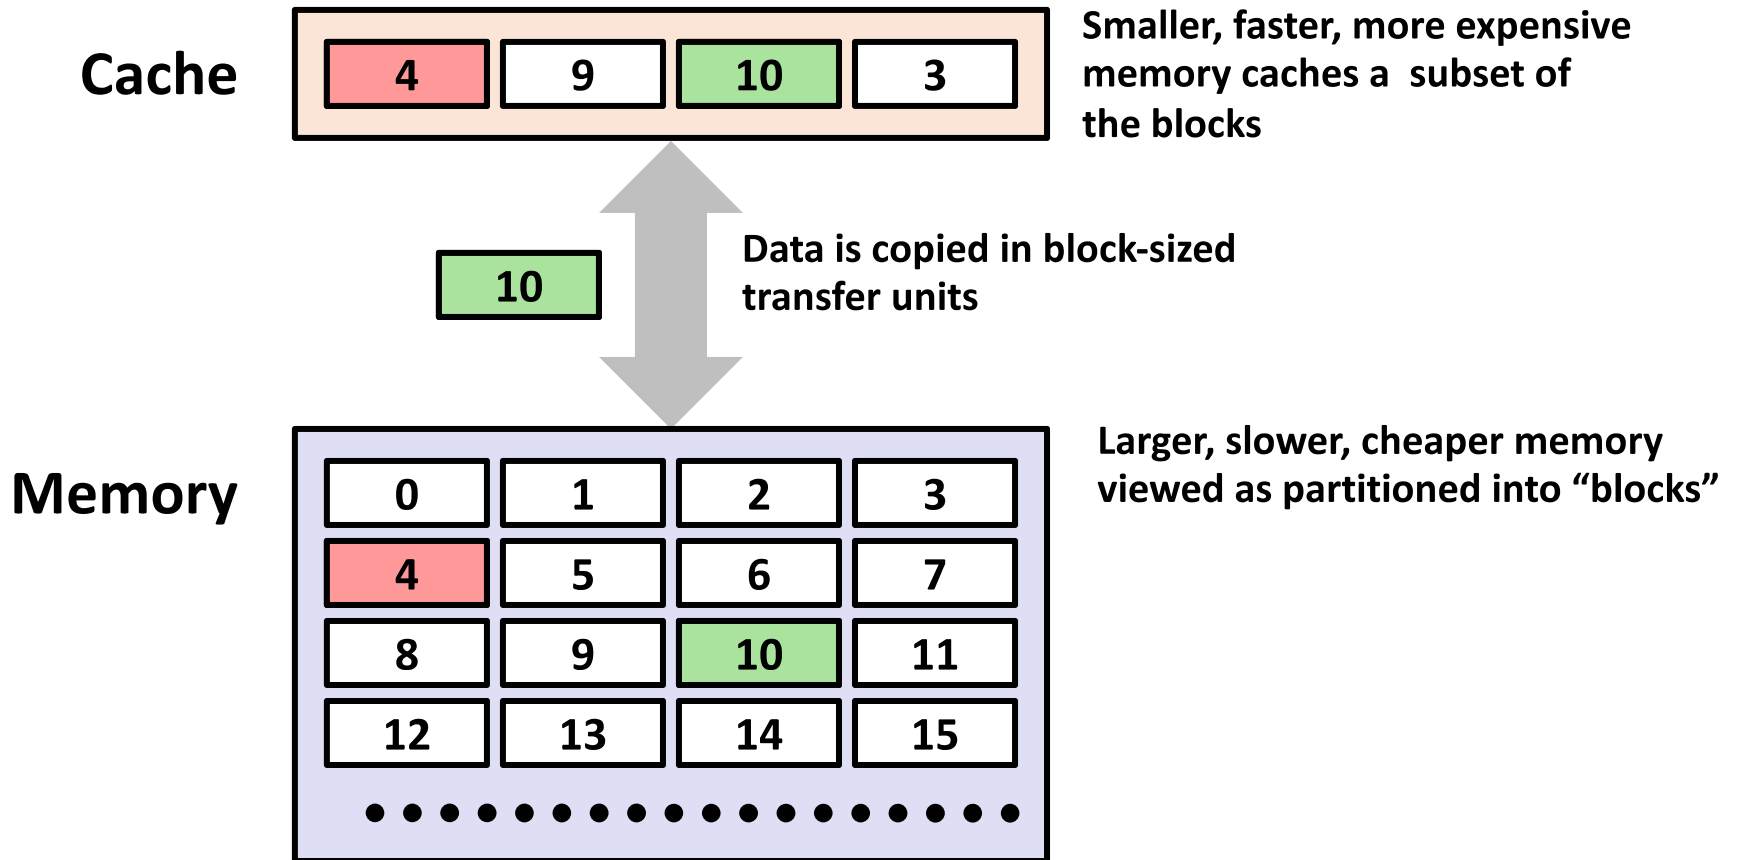 Cache
4 9 10 3
Smaller, faster, more expensive
memory caches a  subset of
the blocks
10
Data is copied in block-sized
transfer units
Memory
0 1 2 3
4 5 6 7
8 9 10 11
12 13 14 15
Larger, slower, cheaper memory
viewed as partitioned into “blocks”